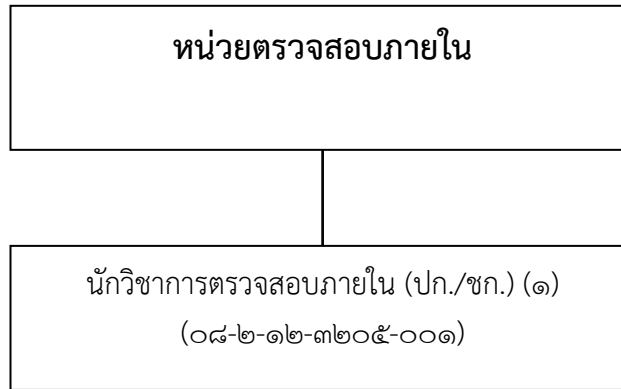 หน่วยตรวจสอบภายใน
นักวิชาการตรวจสอบภายใน (ปก./ชก.) (๑)
(๐๘-๒-๑๒-๓๒๐๕-๐๐๑)